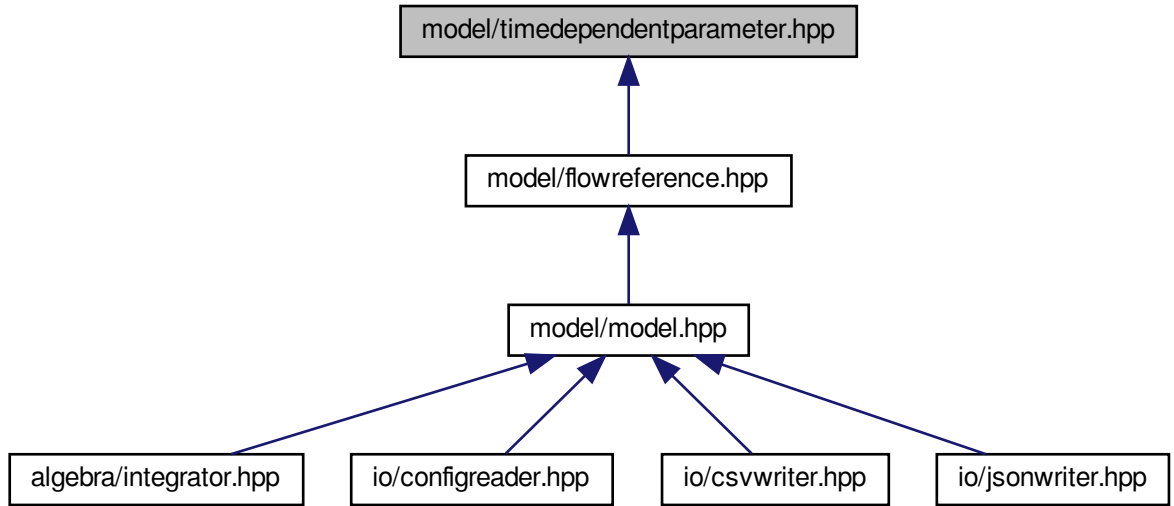 model/timedependentparameter.hpp
model/flowreference.hpp
model/model.hpp
algebra/integrator.hpp
io/configreader.hpp
io/csvwriter.hpp
io/jsonwriter.hpp